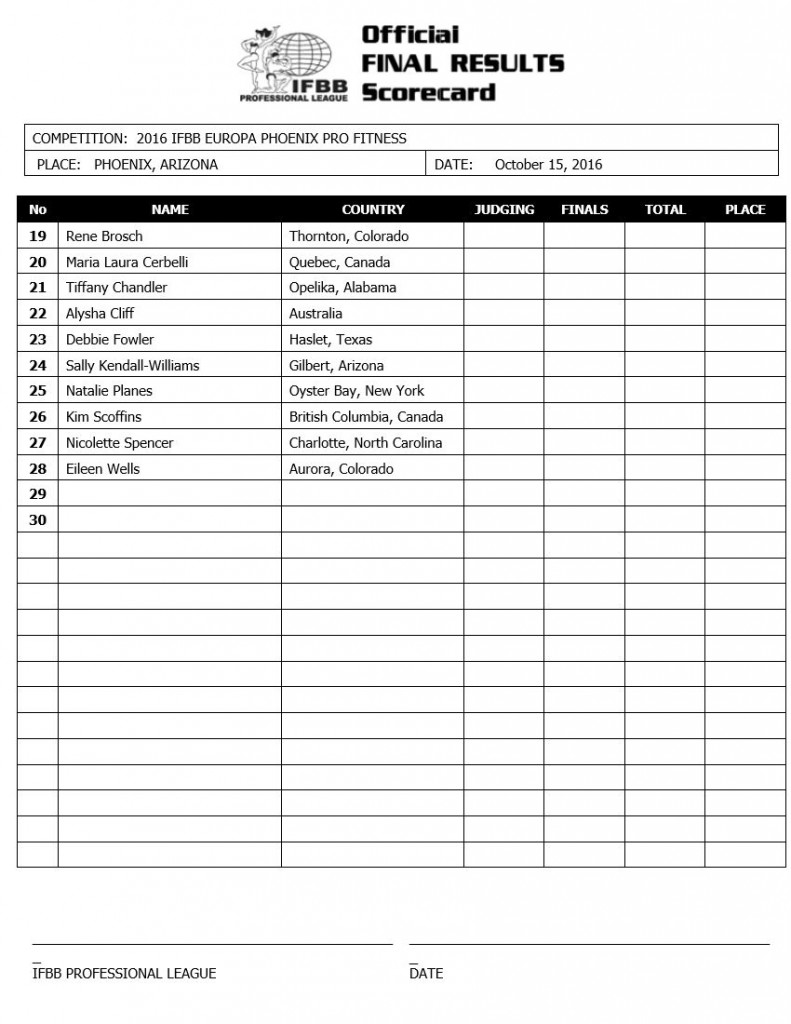 Official
FINAL RESULTS
Scorecard
IFBB
PROFESSIONAL LEAGUE
COMPETITION: 2016 IFBB EUROPA PHOENIX PRO FITNESS
PLACE: PHOENIX, ARIZONA DATE: October 15, 2016
No NAME COUNTRY JUDGING FINALS TOTAL PLACE
19 Rene Brosch Thornton, Colorado
20 Maria Laura Cerbelli Quebec, Canada
21 Tiffany Chandler Opelika, Alabama
22 Alysha Cliff Australia
23 Debbie Fowler Haslet, Texas
24 Sally Kendall-Williams Gilbert, Arizona
25 Natalie Planes Oyster Bay, New York
26 Kim Scoffins British Columbia, Canada
27 Nicolette Spencer Charlotte, North Carolina
28 Eileen Wells Aurora, Colorado
29
30
IFBB PROFESSIONAL LEAGUE DATE